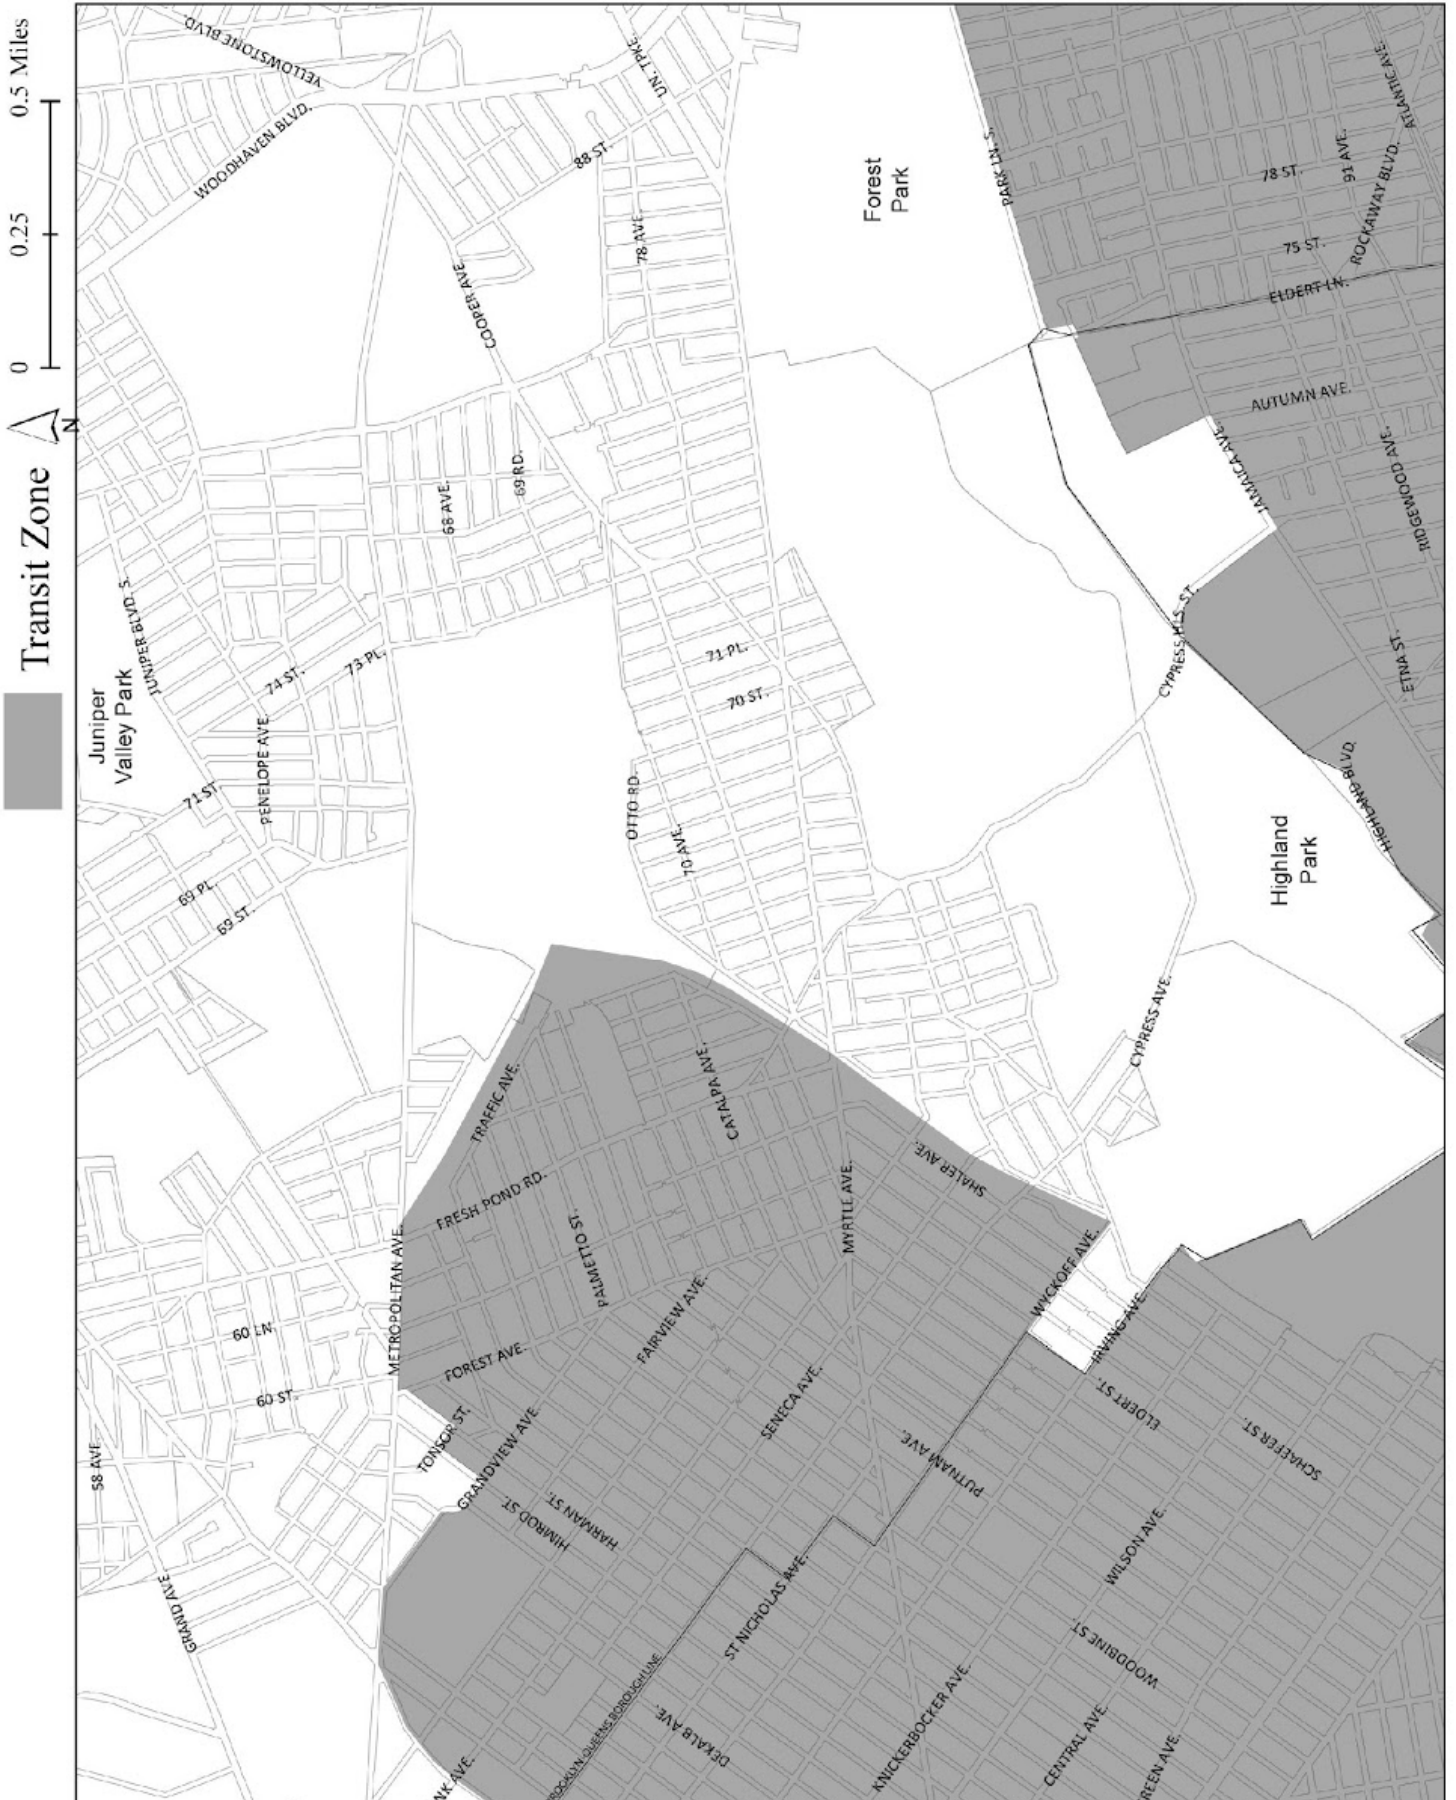 Transit Zone
N
0
0.25
0.5 Miles
YELLOWSTONE BLVD.
WOODHAVEN BLVD.
UN. TPKE.
88 ST.
78 AVE.
COOPER AVE.
Forest
Park
PARK LN. S.
78 ST.
91 AVE.
ATLANTIC AVE.
ROCKAWAY BLVD.
75 ST.
ELDERT LN.
AUTUMN AVE.
JAMAICA AVE.
RIDGEWOOD AVE.
69 RD.
68 AVE.
JUNIPER BLVD. S.
Juniper
Valley Park
74 ST.
73 PL.
PENELOPE AVE.
71 ST.
71 PL.
70 ST.
OTTO RD.
70 AVE.
CYPRESS HLS. ST.
ETNA ST.
HIGHLAND BLVD.
Highland
Park
69 PL.
69 ST.
CYPRESS AVE.
TRAFFIC AVE.
CATALPA AVE.
FRESH POND RD.
PALMETTO ST.
MYRTLE AVE.
SHALER AVE.
METROPOLITAN AVE.
60 LN.
60 ST.
FOREST AVE.
FAIRVIEW AVE.
WYCKOFF AVE.
IRVING AVE.
ELDERT ST.
58 AVE.
TONSOR ST.
GRANDVIEW AVE.
SENECA AVE.
PUTNAM AVE.
SCHAEFER ST.
HIMROD ST.
HARMAN ST.
GRAND AVE.
ST NICHOLAS AVE.
WILSON AVE.
WOODBINE ST.
BROOKLYN-QUEENS BOROUGH LINE
DEKALB AVE.
KNICKERBOCKER AVE.
CENTRAL AVE.
NK AVE.
REEN AVE.